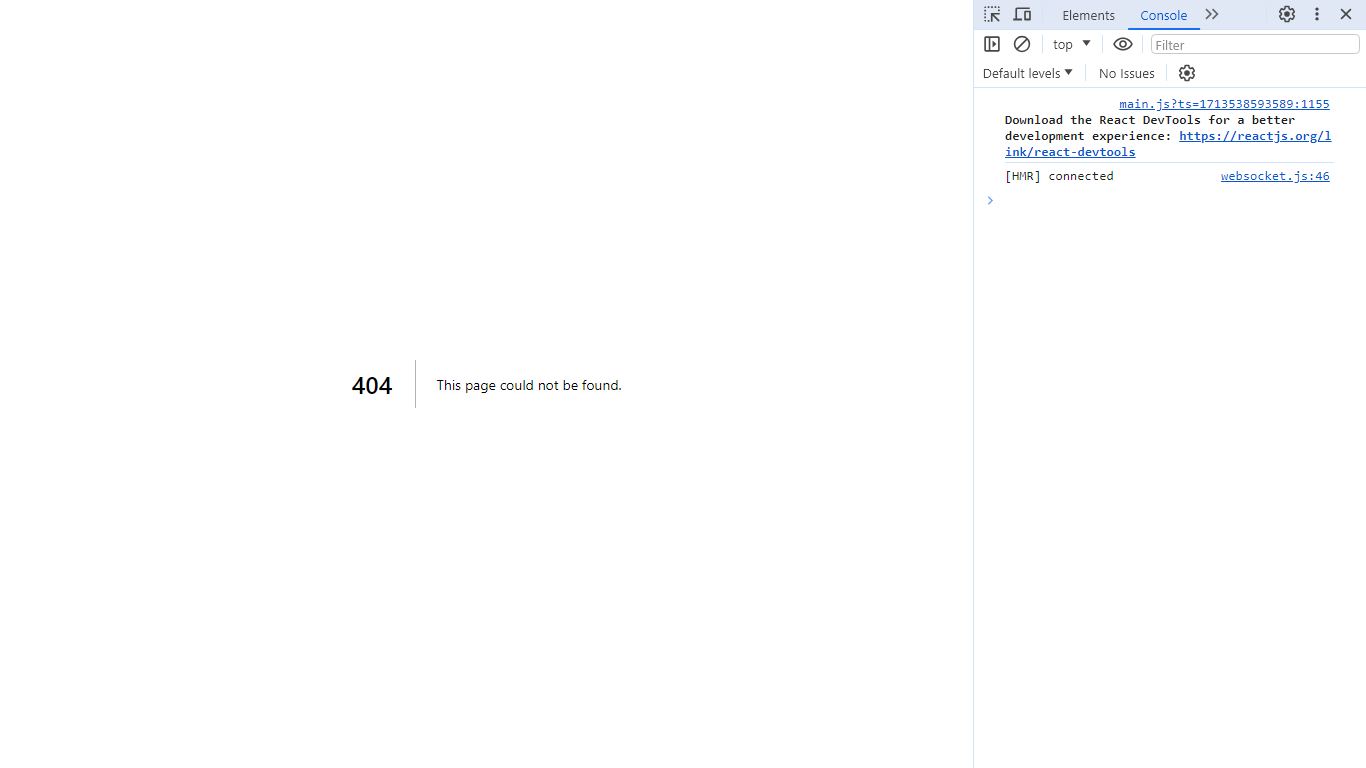 404
This page could not be found.
Elements
Console
top
Filter
Default levels
No Issues
main.js?ts=1713538593589:1155
Download the React DevTools for a better
development experience: https://reactjs.org/l
ink/react-devtools
[HMR] connected
websocket.js:46